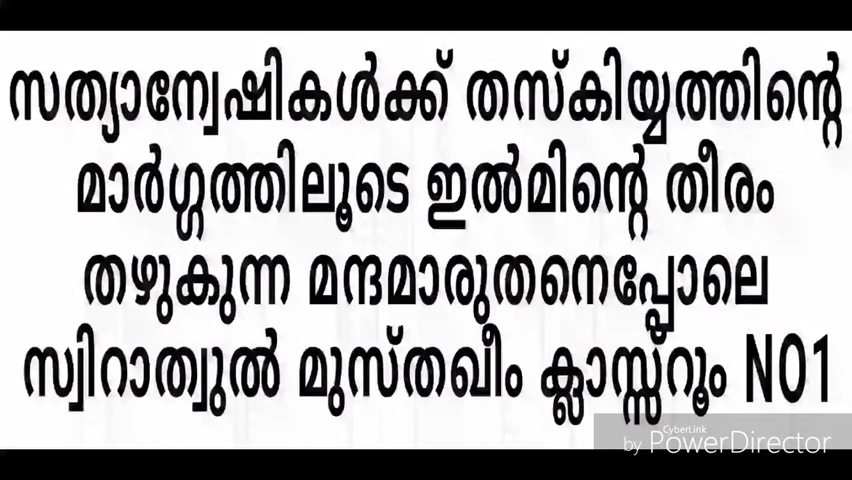 സത്യാന്വേഷികൾക്ക് തസ്കിയ്യത്തിന്റെ
മാർഗ്ഗത്തിലൂടെ ഇൽമിന്റെ തീരം
തഴുകുന്ന മന്ദമാരുതനെപ്പോലെ
സ്വിറാത്വുൽ മുസ്തഖീം ക്ലാസ്സ്റൂം NO1
CyberLink
by PowerDirector